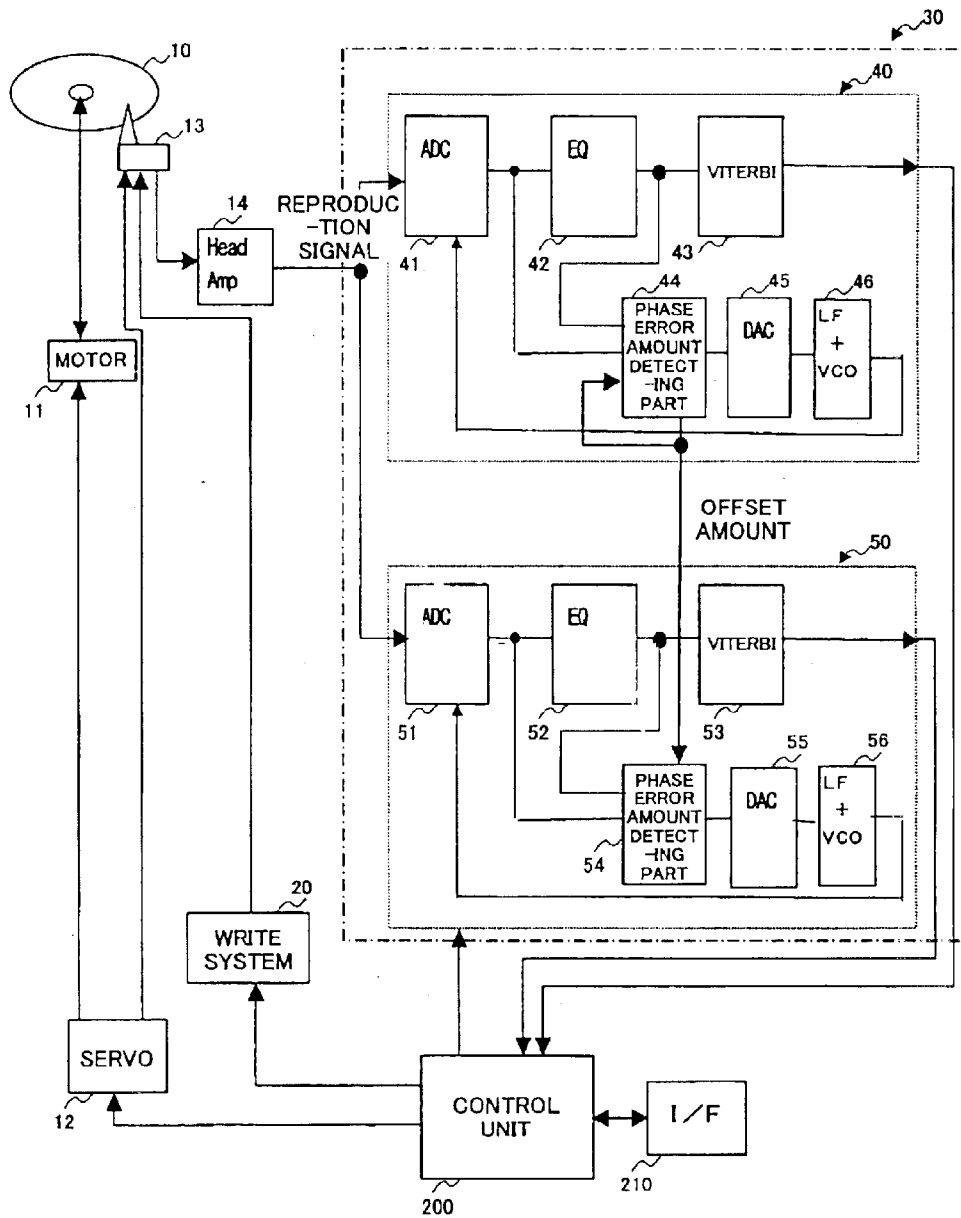 30
10
40
13
ADC
EQ
VITERBI
14
REPRODUC
-TION
SIGNAL
Head
Amp
41
42
43
44
45
46
PHASE
ERROR
AMOUNT
DETECT
-ING
PART
DAC
LF
+
VCO
MOTOR
11
OFFSET
AMOUNT
50
ADC
EQ
VITERBI
51
52
53
55
56
PHASE
ERROR
AMOUNT
DETECT
-ING
PART
DAC
LF
+
VCO
54
20
WRITE
SYSTEM
SERVO
12
CONTROL
UNIT
I/F
200
210